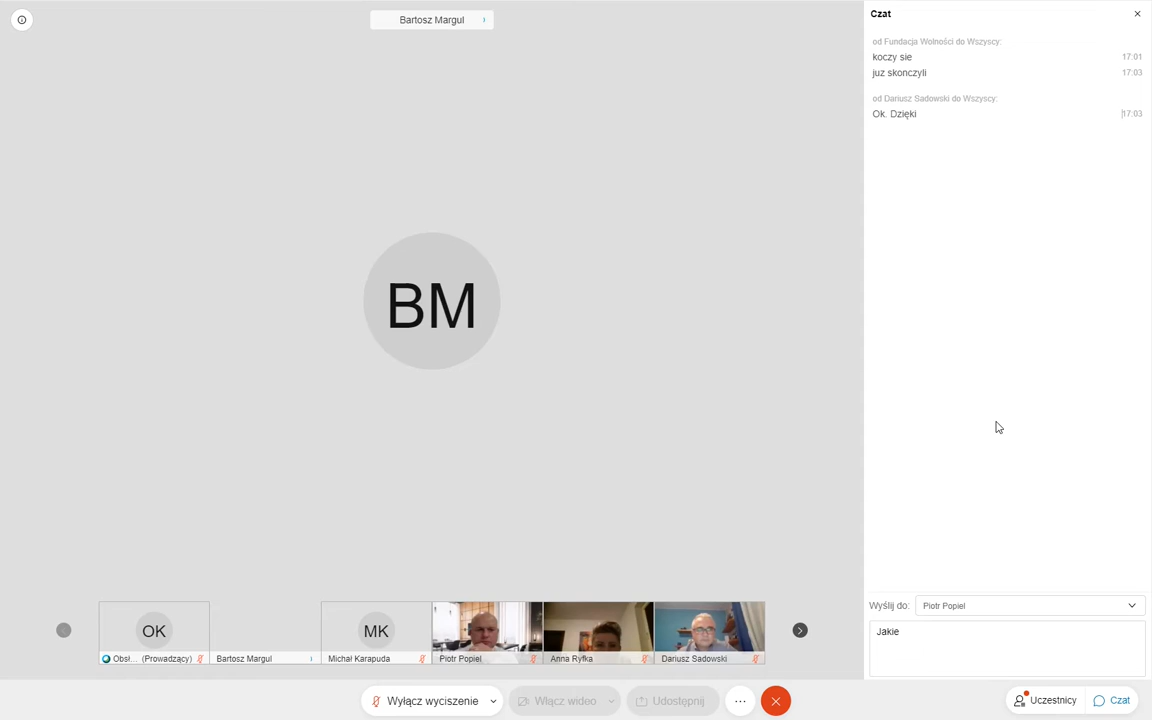 Bartosz Margul
Czat
od Fundacja Wolności do Wszyscy:
koczy sie 17:01
juz skonczyli 17:03
od Dariusz Sadowski do Wszyscy:
Ok. Dzięki 17:03
BM
OK
MK
Obsł... (Prowadzący)
Bartosz Margul
Michał Karapuda
Piotr Popiel
Anna Ryfka
Dariusz Sadowski
Wyślij do: Piotr Popiel
Jakie
Wyłącz wyciszenie
Włącz wideo
Udostępnij
Uczestnicy
Czat